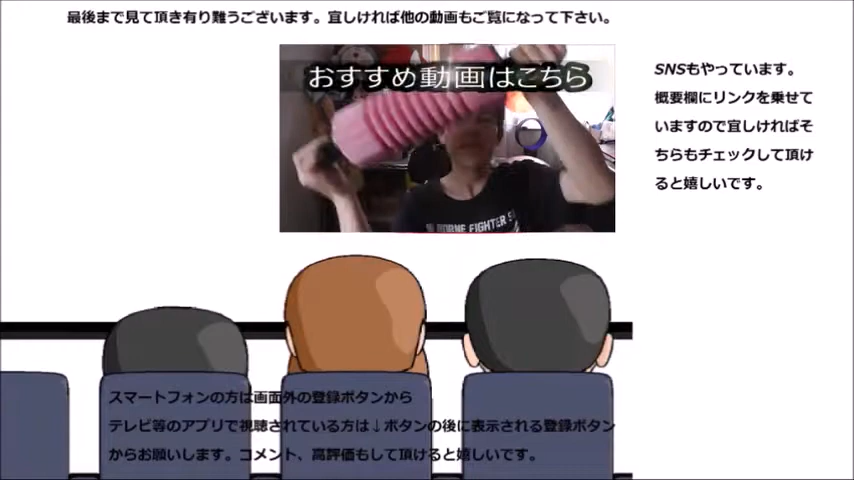 最後まで見て頂き有り難うございます。宜しければ他の動画もご覧になって下さい。
おすすめ動画はこちら
SNSもやっています。
概要欄にリンクを乗せて
いますので宜しければそ
ちらもチェックして頂け
ると嬉しいです。
ORNE FIGHTER S
スマートフォンの方は画面外の登録ボタンから
テレビ等のアプリで視聴されている方は↓ボタンの後に表示される登録ボタン
からお願いします。コメント、高評価もして頂けると嬉しいです。